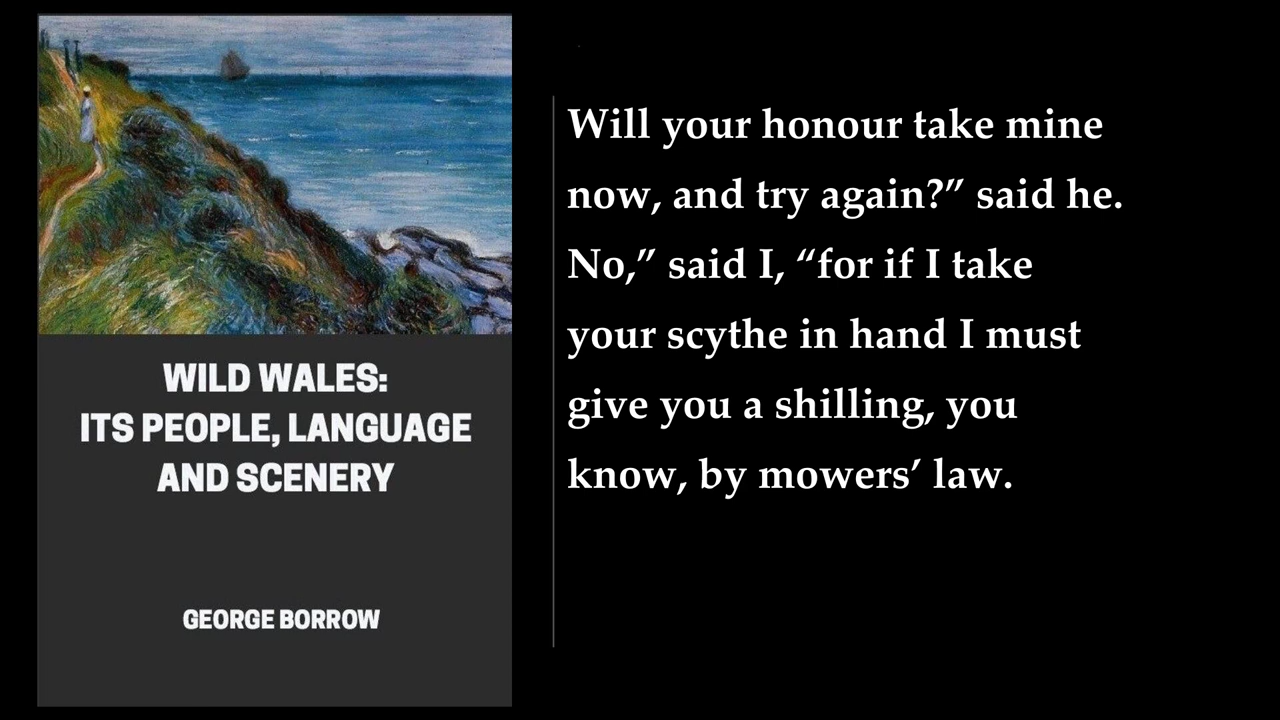 WILD WALES:
ITS PEOPLE, LANGUAGE
AND SCENERY
GEORGE BORROW
Will your honour take mine
now, and try again?” said he.
No,” said I, “for if I take
your scythe in hand I must
give you a shilling, you
know, by mowers’ law.